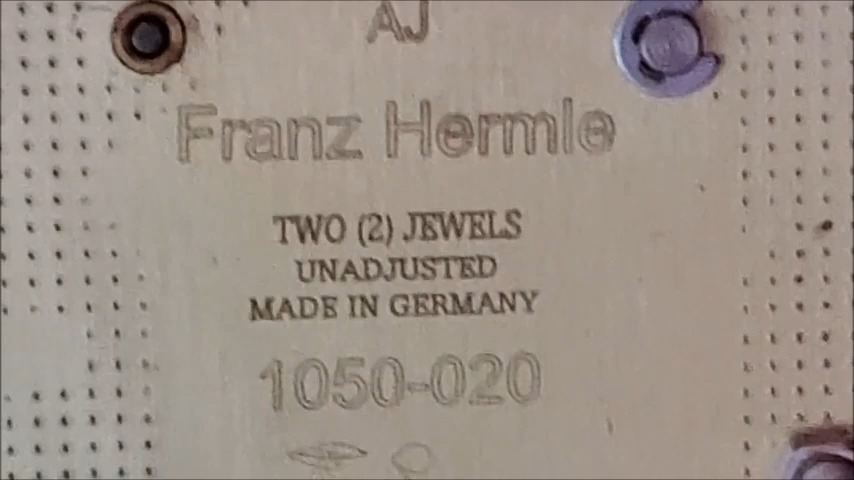 AJ
Franz Hermle
TWO (2) JEWELS
UNADJUSTED
MADE IN GERMANY
1050-020